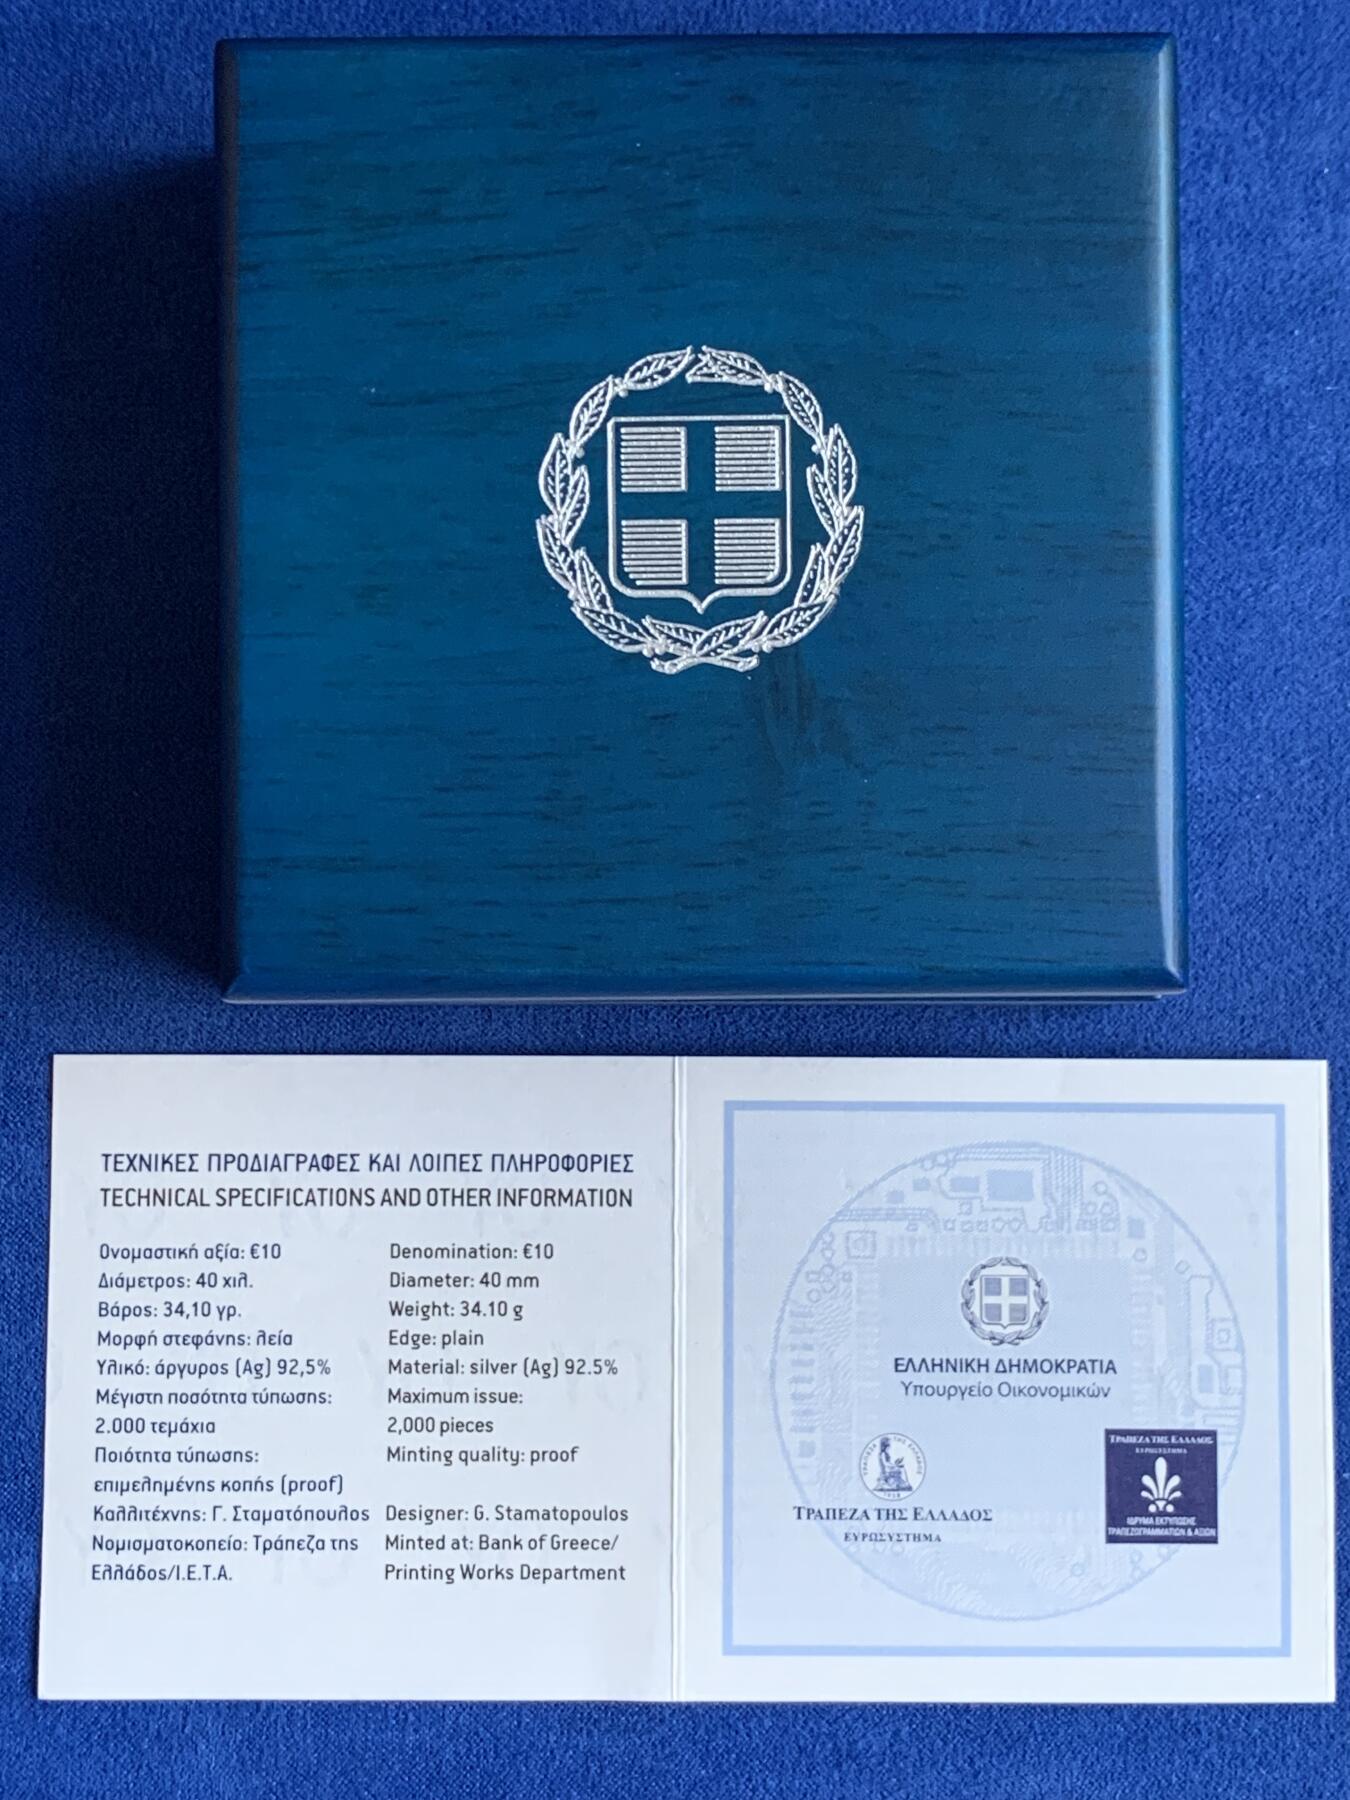 ΤΕΧΝΙΚΕΣ ΠΡΟΔΙΑΓΡΑΦΕΣ ΚΑΙ ΛΟΙΠΕΣ ΠΛΗΡΟΦΟΡΙΕΣ
TECHNICAL SPECIFICATIONS AND OTHER INFORMATION
Ονομαστική αξία: €10
Διάμετρος: 40 χιλ.
Βάρος: 34,10 γρ.
Μορφή στεφάνης: λεία
Υλικό: άργυρος (Ag) 92,5%
Μέγιστη ποσότητα τύπωσης:
2.000 τεμάχια
Ποιότητα τύπωσης:
επιμελημένης κοπής (proof)
Καλλιτέχνης: Γ. Σταματόπουλος
Νομισματοκοπείο: Τράπεζα της
Ελλάδος/Ι.Ε.Τ.Α.
Denomination: €10
Diameter: 40 mm
Weight: 34.10 g
Edge: plain
Material: silver (Ag) 92.5%
Maximum issue:
2,000 pieces
Minting quality: proof
Designer: G. Stamatopoulos
Minted at: Bank of Greece/
Printing Works Department
ΕΛΛΗΝΙΚΗ ΔΗΜΟΚΡΑΤΙΑ
Υπουργείο Οικονομικών
ΤΡΑΠΕΖΑ ΤΗΣ ΕΛΛΑΔΟΣ
1928
ΤΡΑΠΕΖΑ ΤΗΣ ΕΛΛΑΔΟΣ
ΕΥΡΩΣΥΣΤΗΜΑ
ΤΡΑΠΕΖΑ ΤΗΣ ΕΛΛΑΔΟΣ
ΕΥΡΩΣΥΣΤΗΜΑ
ΙΔΡΥΜΑ ΕΚΤΥΠΩΣΗΣ
ΤΡΑΠΕΖΟΓΡΑΜΜΑΤΙΩΝ & ΑΞΙΩΝ